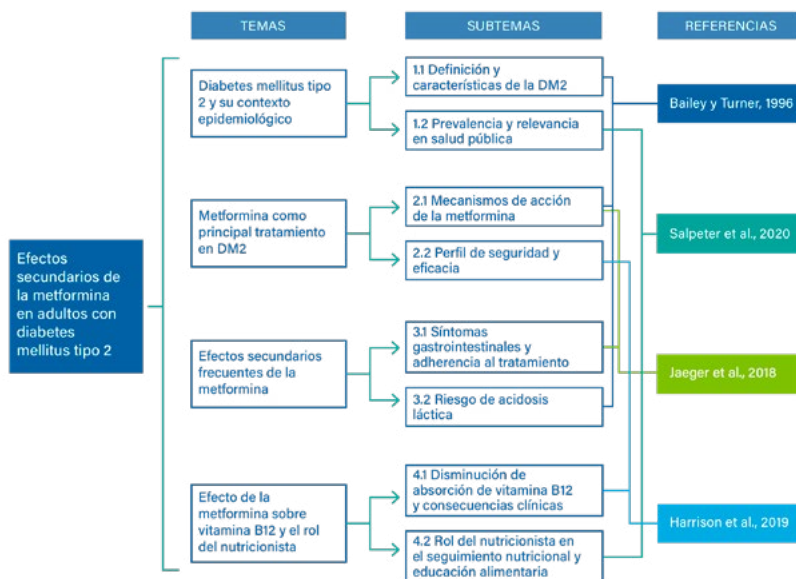 TEMAS
SUBTEMAS
REFERENCIAS
Efectos
secundarios de
la metformina
en adultos con
diabetes
mellitus tipo 2
Diabetes mellitus tipo
2 y su contexto
epidemiológico
1.1 Definición y
características de la DM2
1.2 Prevalencia y relevancia
en salud pública
Metformina como
principal tratamiento
en DM2
2.1 Mecanismos de acción
de la metformina
2.2 Perfil de seguridad y
eficacia
Efectos secundarios
frecuentes de la
metformina
3.1 Síntomas
gastrointestinales y
adherencia al tratamiento
3.2 Riesgo de acidosis
láctica
Efecto de la
metformina sobre
vitamina B12 y el rol
del nutricionista
4.1 Disminución de
absorción de vitamina B12
y consecuencias clínicas
4.2 Rol del nutricionista en
el seguimiento nutricional y
educación alimentaria
Bailey y Turner, 1996
Salpeter et al., 2020
Jaeger et al., 2018
Harrison et al., 2019